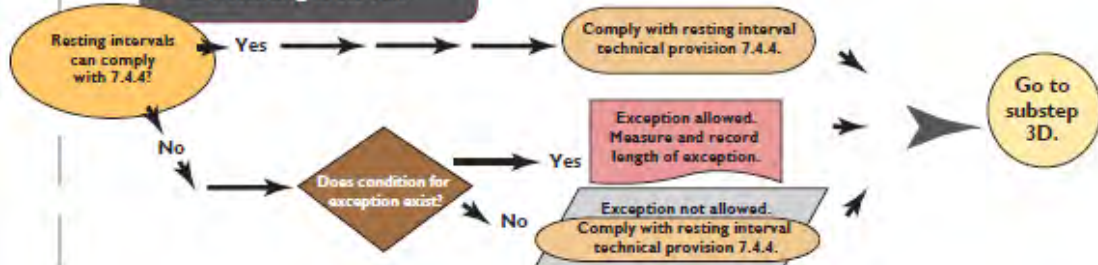 Resting intervals
can comply
with 7.4.4?
Yes
Comply with resting interval
technical provision 7.4.4.
No
Does condition for
exception exist?
Yes
Exception allowed.
Measure and record
length of exception.
No
Exception not allowed.
Comply with resting interval
technical provision 7.4.4.
Go to
substep
3D.